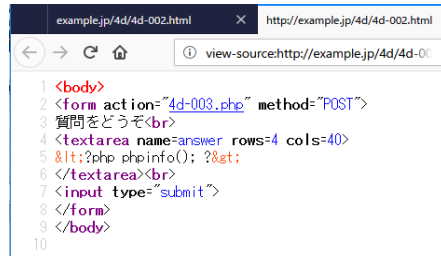 example.jp/4d/4d-002.html × http://example.jp/4d/4d-002.html
view-source:http://example.jp/4d/4d-00
1 <body>
2 <form action="4d-003.php" method="POST">
3 質問をどうぞ<br>
4 <textarea name=answer rows=4 cols=40>
5 &lt;?php phpinfo(); ?&gt;
6 </textarea><br>
7 <input type="submit">
8 </form>
9 </body>
10